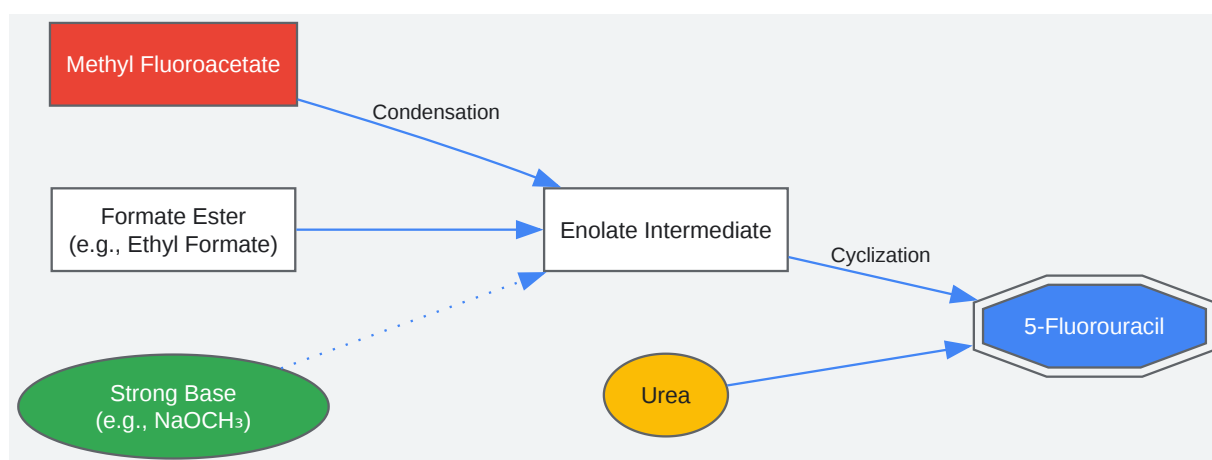 Methyl Fluoroacetate
Condensation
Formate Ester
(e.g., Ethyl Formate)
Enolate Intermediate
Cyclization
5-Fluorouracil
Strong Base
(e.g., NaOCH₃)
Urea